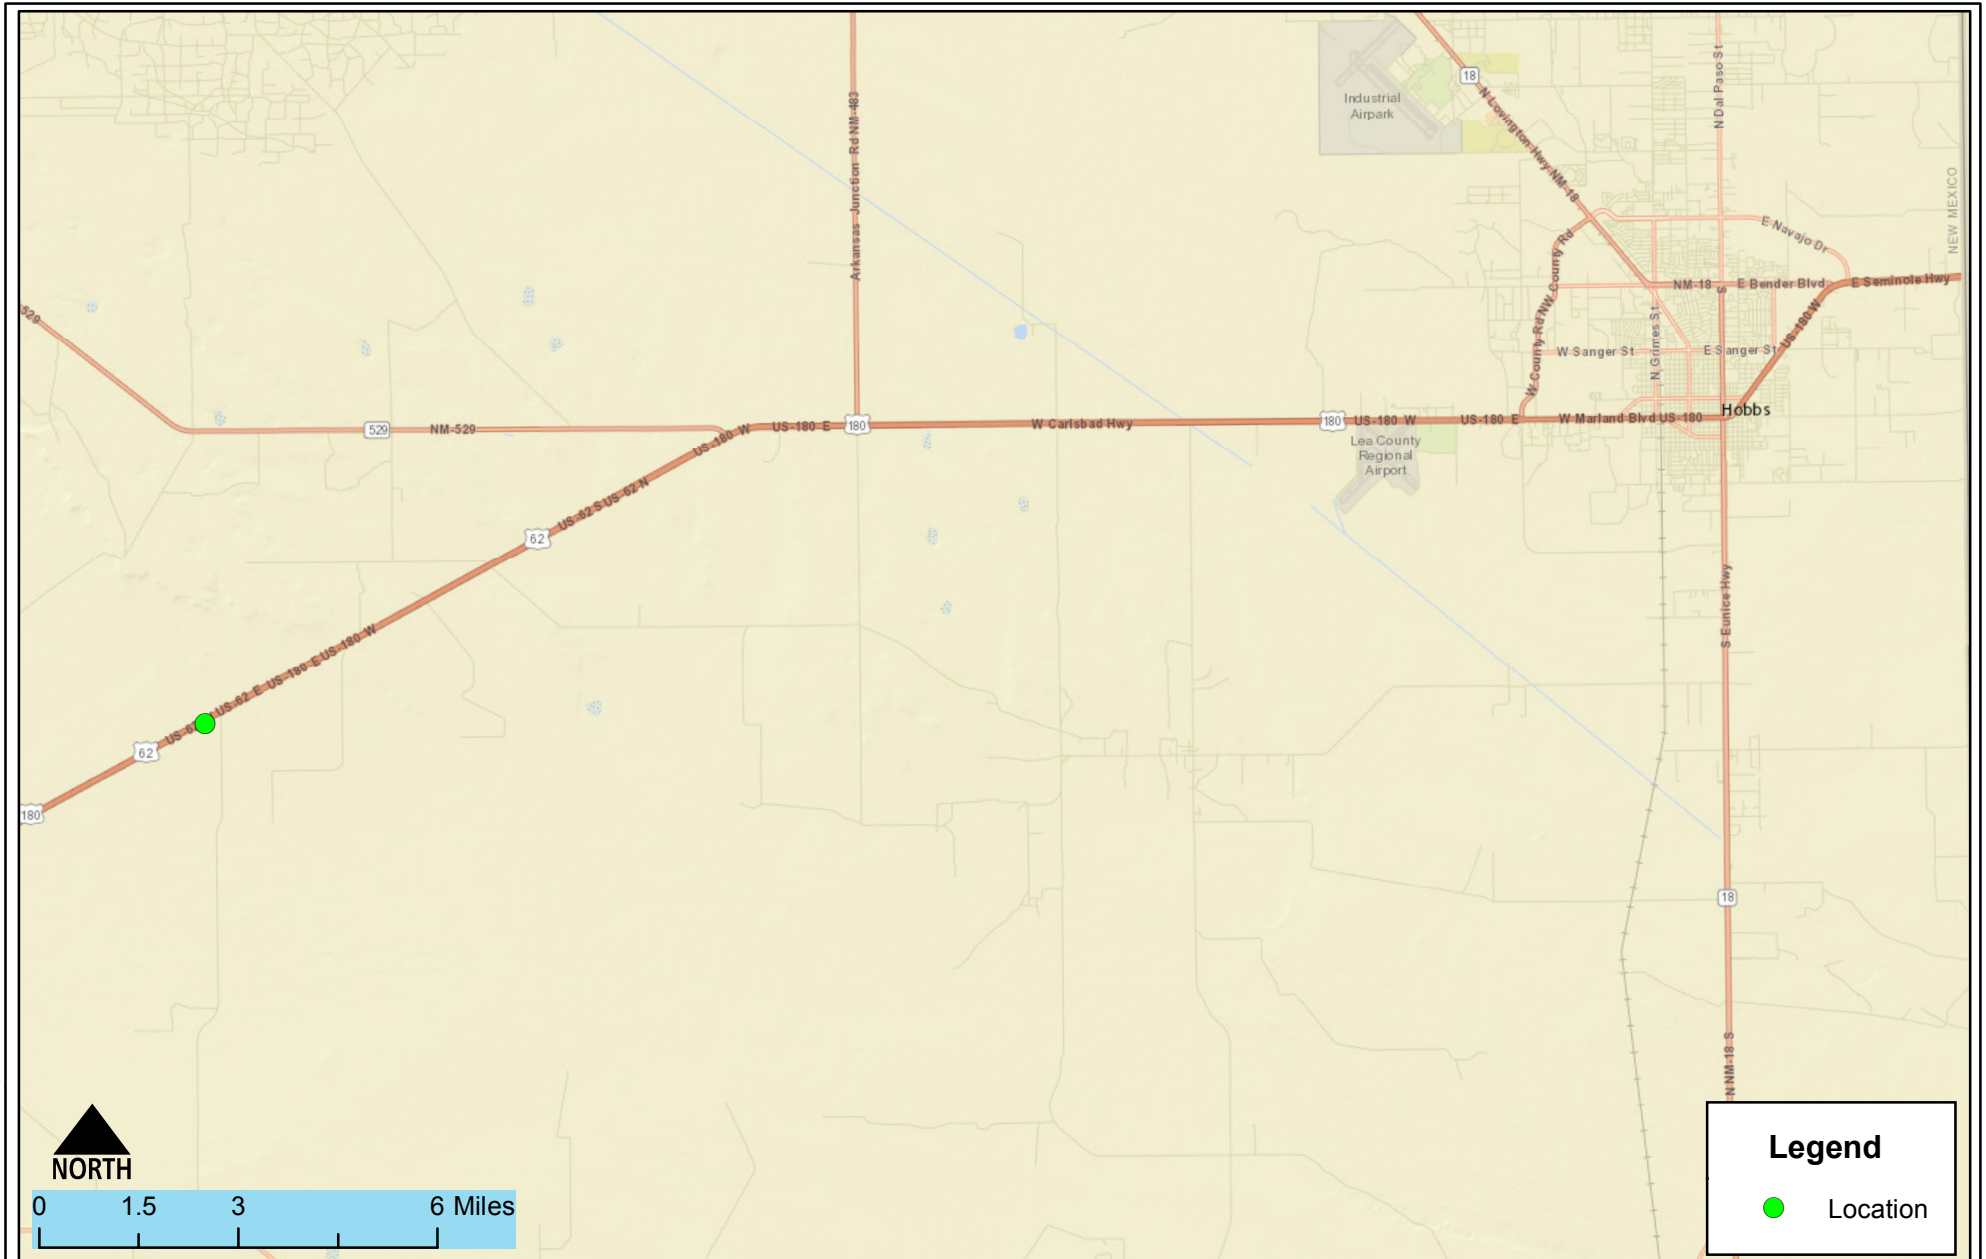 Industrial
Airpark
18
N Lovington Hwy NM-18
N Dal Paso St
NEW MEXICO
Arkansas Junction Rd NM-483
E Navajo Dr
NW County Rd
W County Rd
NM-18
S
E Bender Blvd
E Seminole Hwy
529
N Grimes St
W Sanger St
E Sanger St
US-180 W
529
NM-529
US-180 W
US-180 E
180
W Carlsbad Hwy
180
US-180 W
US-180 E
W Marland Blvd US-180
Hobbs
Lea County
Regional
Airport
US-62 S US-62 N
62
S Eunice Hwy
US-62 E US-180 E US-180 W
US-62
62
180
18
N NM-18 S
NORTH
0 1.5 3 6 Miles
Legend
Location